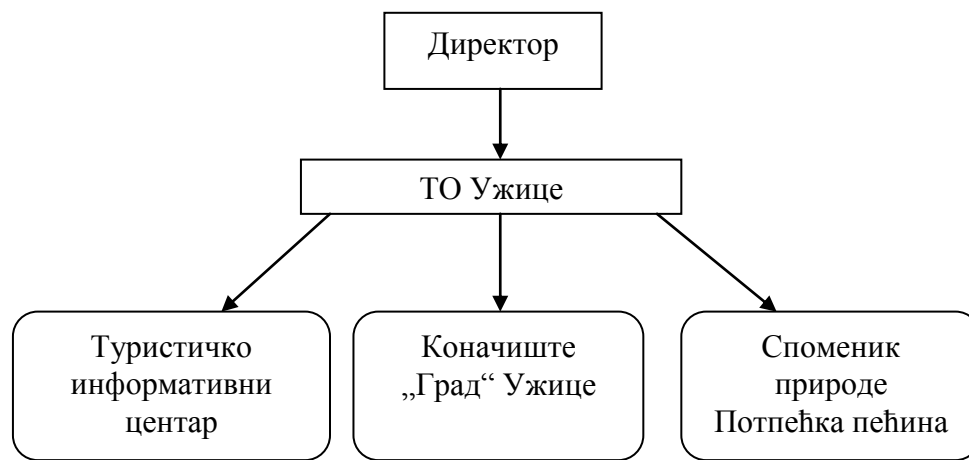 Директор
ТО Ужице
Туристичко
информативни
центар
Коначиште
„Град“ Ужице
Споменик
природе
Потпећка пећина